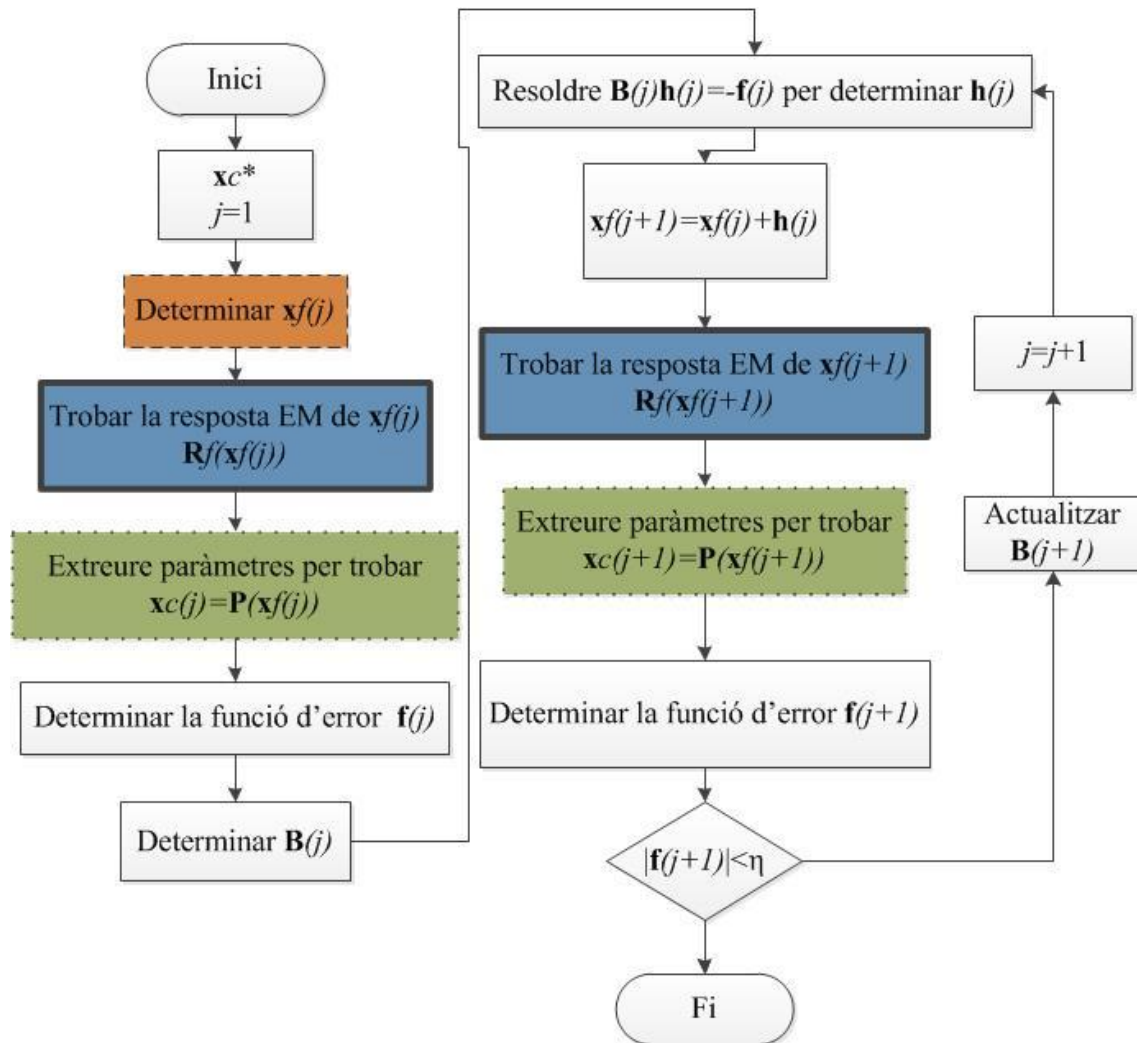 Inici
xc*
j=1
Determinar xf(j)
Trobar la resposta EM de xf(j)
Rf(xf(j))
Extreure paràmetres per trobar
xc(j)=P(xf(j))
Determinar la funció d’error f(j)
Determinar B(j)
Resoldre B(j)h(j)=-f(j) per determinar h(j)
xf(j+1)=xf(j)+h(j)
Trobar la resposta EM de xf(j+1)
Rf(xf(j+1))
Extreure paràmetres per trobar
xc(j+1)=P(xf(j+1))
Determinar la funció d’error f(j+1)
|f(j+1)|<η
Fi
Actualitzar
B(j+1)
j=j+1